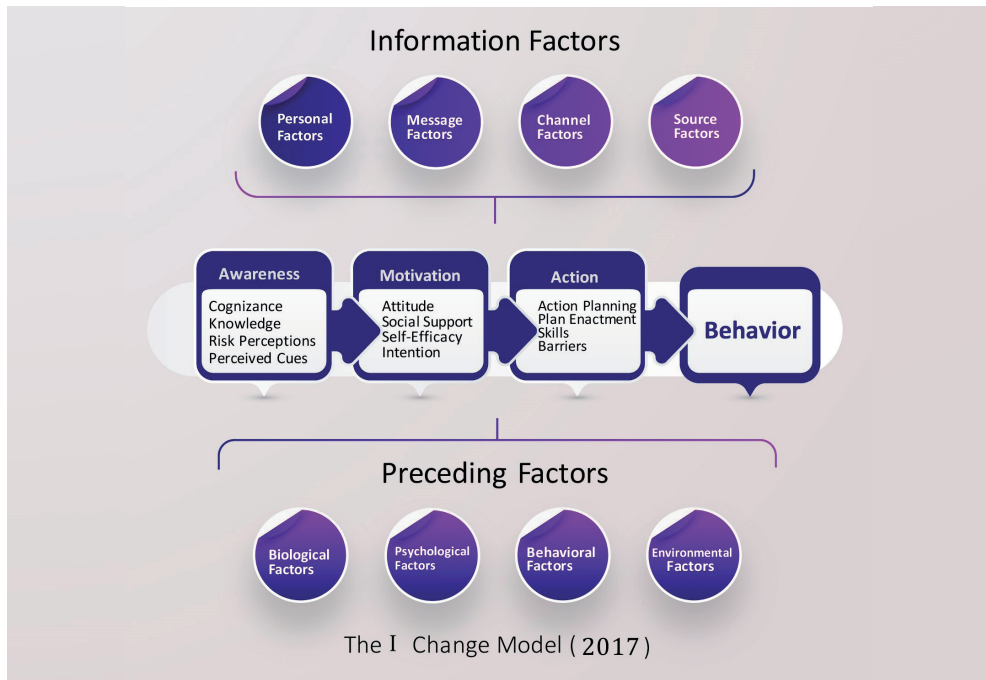 Information Factors
Personal
Factors
Message
Factors
Channel
Factors
Source
Factors
Awareness
Cognizance
Knowledge
Risk Perceptions
Perceived Cues
Motivation
Attitude
Social Support
Self-Efficacy
Intention
Action
Action Planning
Plan Enactment
Skills
Barriers
Behavior
Preceding Factors
Biological
Factors
Psychological
Factors
Behavioral
Factors
Environmental
Factors
The I Change Model ( 2017 )